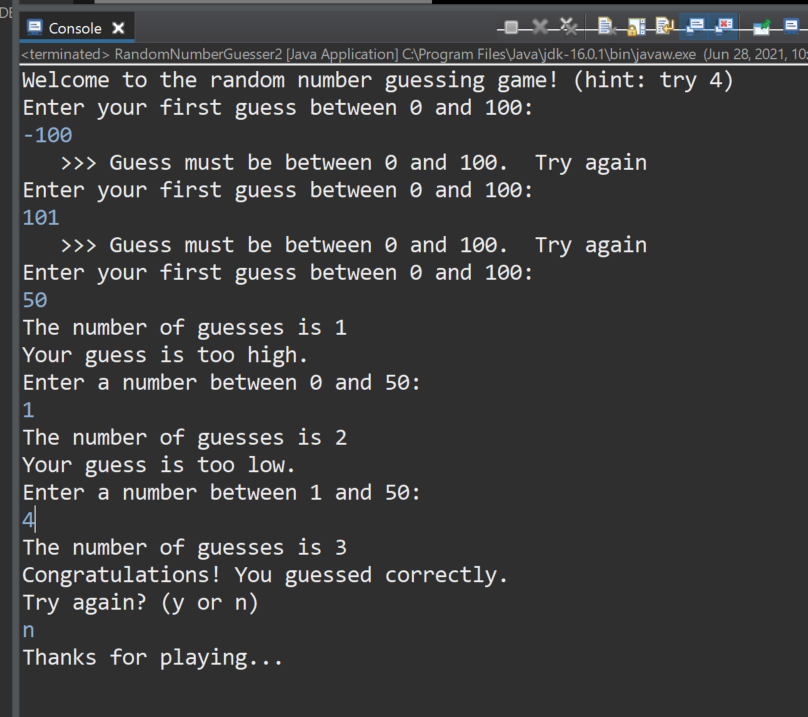 DE
Console
<terminated> RandomNumberGuesser2 [Java Application] C:\Program Files\Java\jdk-16.0.1\bin\javaw.exe (Jun 28, 2021, 10:
Welcome to the random number guessing game! (hint: try 4)
Enter your first guess between 0 and 100:
-100
   >>> Guess must be between 0 and 100.  Try again
Enter your first guess between 0 and 100:
101
   >>> Guess must be between 0 and 100.  Try again
Enter your first guess between 0 and 100:
50
The number of guesses is 1
Your guess is too high.
Enter a number between 0 and 50:
1
The number of guesses is 2
Your guess is too low.
Enter a number between 1 and 50:
4
The number of guesses is 3
Congratulations! You guessed correctly.
Try again? (y or n)
n
Thanks for playing...